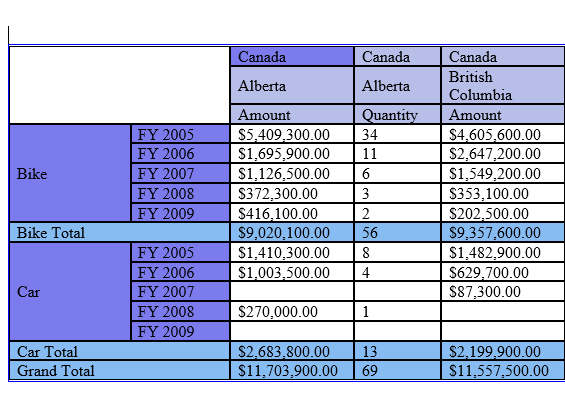 Canada Canada Canada
Alberta Alberta British Columbia
Amount Quantity Amount
Bike FY 2005 $5,409,300.00 34 $4,605,600.00
FY 2006 $1,695,900.00 11 $2,647,200.00
FY 2007 $1,126,500.00 6 $1,549,200.00
FY 2008 $372,300.00 3 $353,100.00
FY 2009 $416,100.00 2 $202,500.00
Bike Total $9,020,100.00 56 $9,357,600.00
Car FY 2005 $1,410,300.00 8 $1,482,900.00
FY 2006 $1,003,500.00 4 $629,700.00
FY 2007 $87,300.00
FY 2008 $270,000.00 1
FY 2009
Car Total $2,683,800.00 13 $2,199,900.00
Grand Total $11,703,900.00 69 $11,557,500.00